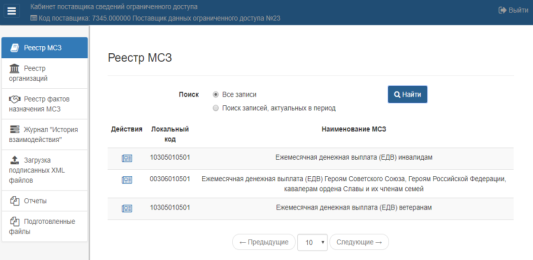 Кабинет поставщика сведений ограниченного доступа
Код поставщика: 7345.000000 Поставщик данных ограниченного доступа №23
Выйти
Реестр МСЗ
Реестр
организаций
Реестр фактов
назначения МСЗ
Журнал "История
взаимодействия"
Загрузка
подписанных XML
файлов
Отчеты
Подготовленные
файлы
Реестр МСЗ
Поиск
Все записи
Поиск записей, актуальных в период
Найти
Действия Локальный код Наименование МСЗ
10305010501 Ежемесячная денежная выплата (ЕДВ) инвалидам
00306010501 Ежемесячная денежная выплата (ЕДВ) Героям Советского Союза, Героям Российской Федерации,
кавалерам ордена Славы и их членам семей
10305010501 Ежемесячная денежная выплата (ЕДВ) ветеранам
← Предыдущие 10 Следующие →